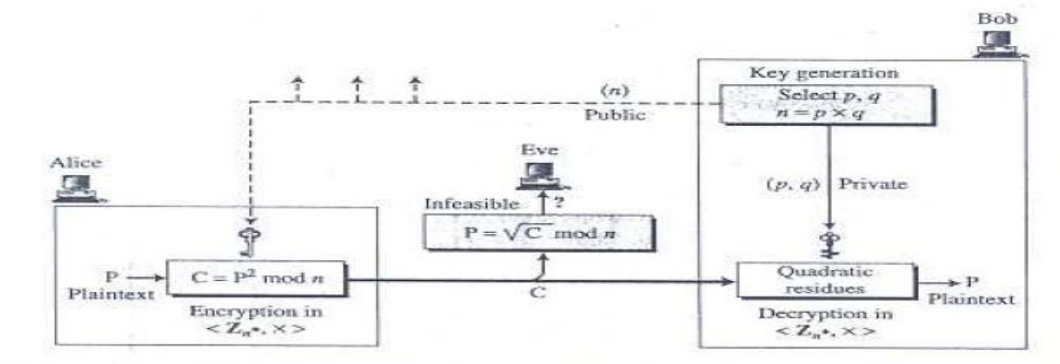 Bob
Key generation
Select p, q
n = p × q
(n)
Public
Eve
Alice
(p, q) Private
Infeasible ?
P = √C mod n
P
Plaintext
C = P² mod n
C
Quadratic
residues
P
Plaintext
Encryption in
< Zₙ*, × >
Decryption in
< Zₙ*, × >